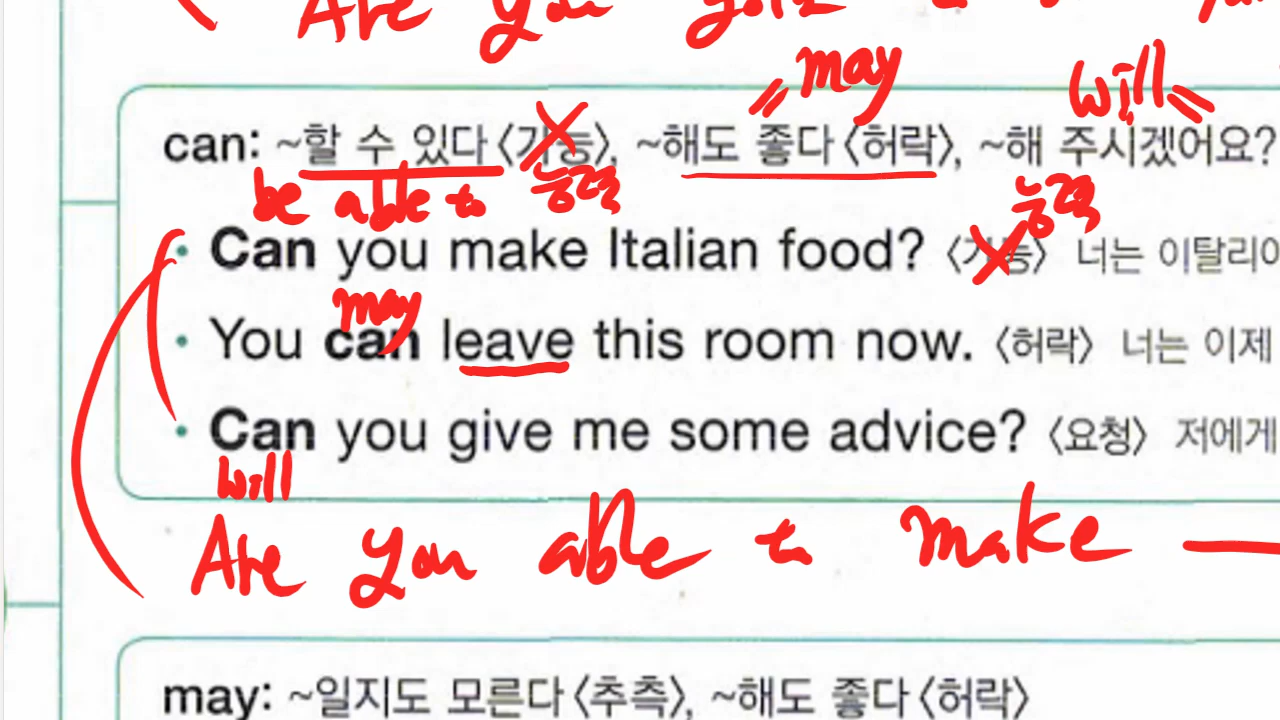 Are you
= may will =
can: ~할 수 있다 〈가능〉, ~해도 좋다 〈허락〉, ~해 주시겠어요?
be able to 능력 능력
Can you make Italian food? 〈가능〉 너는 이탈리아
may
You can leave this room now. 〈허락〉 너는 이제
Can you give me some advice? 〈요청〉 저에게
will
Are you able to make —
may: ~일지도 모른다 〈추측〉, ~해도 좋다 〈허락〉